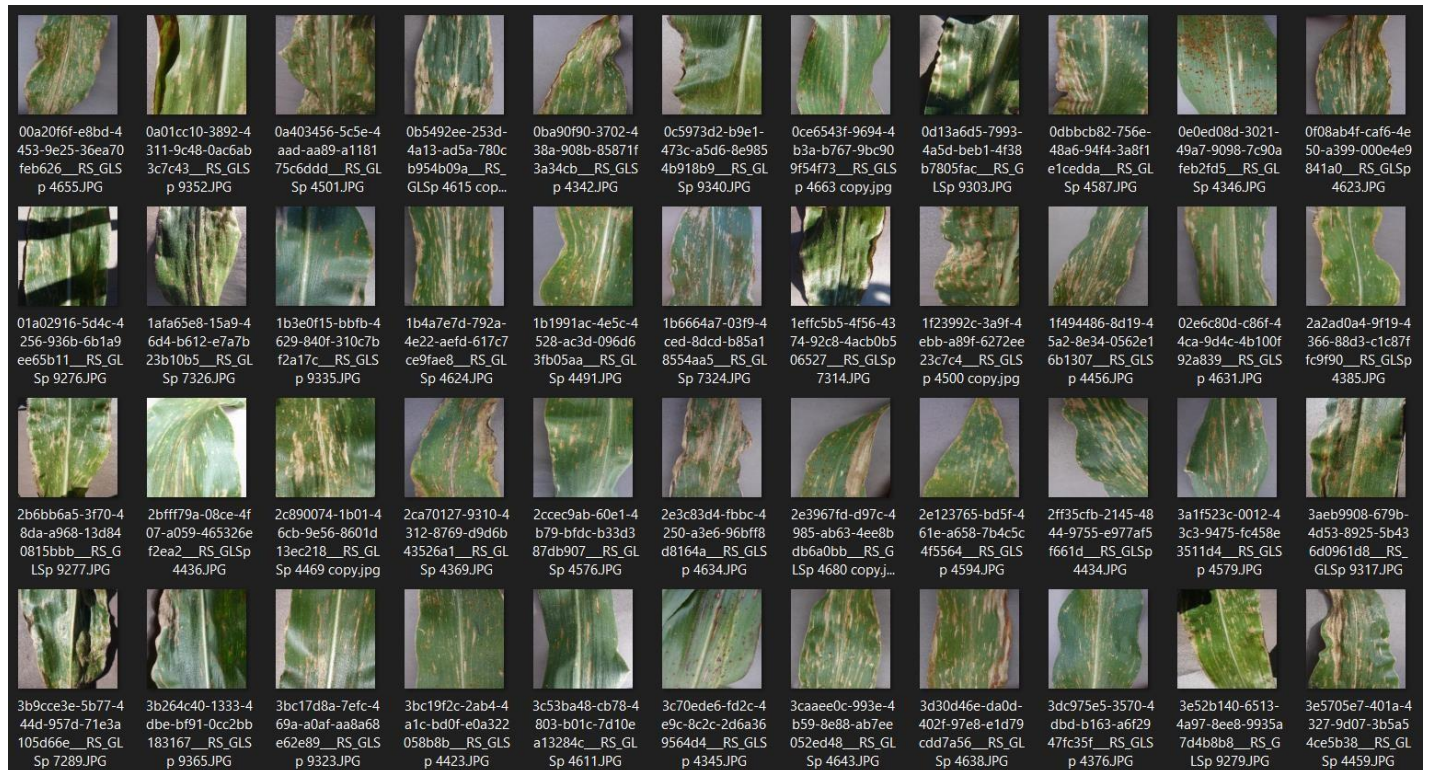 00a20f6f-e8bd-4
453-9e25-36ea70
feb626___RS_GLS
p 4655.JPG
0a01cc10-3892-4
311-9c48-0ac6ab
3c7c43___RS_GLS
p 9352.JPG
0a403456-5c5e-4
aad-aa89-a1181
75c6ddd___RS_GL
Sp 4501.JPG
0b5492ee-253d-
4a13-ad5a-780c
b954b09a___RS_
GLSp 4615 cop...
0ba90f90-3702-4
38a-908b-85871f
3a34cb___RS_GLS
p 4342.JPG
0c5973d2-b9e1-
473c-a5d6-8e985
4b918b9___RS_GL
Sp 9340.JPG
0ce6543f-9694-4
b3a-b767-9bc90
9f54f73___RS_GLS
p 4663 copy.jpg
0d13a6d5-7993-
4a5d-beb1-4f38
b7805fac___RS_G
LSp 9303.JPG
0dbbcb82-756e-
48a6-94f4-3a8f1
e1cedda___RS_GL
Sp 4587.JPG
0e0ed08d-3021-
49a7-9098-7c90a
feb2fd5___RS_GL
Sp 4346.JPG
0f08ab4f-caf6-4e
50-a399-000e4e9
841a0___RS_GLSp
4623.JPG
01a02916-5d4c-4
256-936b-6b1a9
ee65b11___RS_GL
Sp 9276.JPG
1afa65e8-15a9-4
6d4-b612-e7a7b
23b10b5___RS_GL
Sp 7326.JPG
1b3e0f15-bbfb-4
629-840f-310c7b
f2a17c___RS_GLS
p 9335.JPG
1b4a7e7d-792a-
4e22-aefd-617c7
ce9fae8___RS_GL
Sp 4624.JPG
1b1991ac-4e5c-4
528-ac3d-096d6
3fb05aa___RS_GL
Sp 4491.JPG
1b6664a7-03f9-4
ced-8dcd-b85a1
8554aa5___RS_GL
Sp 7324.JPG
1effc5b5-4f56-43
74-92c8-4acb0b5
06527___RS_GLSp
7314.JPG
1f23992c-3a9f-4
ebb-a89f-6272ee
23c7c4___RS_GLS
p 4500 copy.jpg
1f494486-8d19-4
5a2-8e34-0562e1
6b1307___RS_GLS
p 4456.JPG
02e6c80d-c86f-4
4ca-9d4c-4b100f
92a839___RS_GLS
p 4631.JPG
2a2ad0a4-9f19-4
366-88d3-c1c87f
fc9f90___RS_GLSp
4385.JPG
2b6bb6a5-3f70-4
8da-a968-13d84
0815bbb___RS_G
LSp 9277.JPG
2bfff79a-08ce-4f
07-a059-465326e
ef2ea2___RS_GLSp
4436.JPG
2c890074-1b01-4
6cb-9e56-8601d
13ec218___RS_GL
Sp 4469 copy.jpg
2ca70127-9310-4
312-8769-d9d6b
43526a1___RS_GL
Sp 4369.JPG
2ccec9ab-60e1-4
b79-bfdc-b33d3
87db907___RS_GL
Sp 4576.JPG
2e3c83d4-fbbc-4
250-a3e6-96bff8
d8164a___RS_GLS
p 4634.JPG
2e3967fd-d97c-4
985-ab63-4ee8b
db6a0bb___RS_G
LSp 4680 copy.j...
2e123765-bd5f-4
61e-a658-7b4c5c
4f5564___RS_GLS
p 4594.JPG
2ff35cfb-2145-48
44-9755-e977af5
f661d___RS_GLSp
4434.JPG
3a1f523c-0012-4
3c3-9475-fc458e
3511d4___RS_GLS
p 4579.JPG
3aeb9908-679b-
4d53-8925-5b43
6d0961d8___RS_
GLSp 9317.JPG
3b9cce3e-5b77-4
44d-957d-71e3a
105d66e___RS_GL
Sp 7289.JPG
3b264c40-1333-4
dbe-bf91-0cc2bb
183167___RS_GLS
p 9365.JPG
3bc17d8a-7efc-4
69a-a0af-aa8a68
e62e89___RS_GLS
p 9323.JPG
3bc19f2c-2ab4-4
a1c-bd0f-e0a322
058b8b___RS_GLS
p 4423.JPG
3c53ba48-cb78-4
803-b01c-7d10e
a13284c___RS_GL
Sp 4611.JPG
3c70ede6-fd2c-4
e9c-8c2c-2d6a36
9564d4___RS_GLS
p 4345.JPG
3caaee0c-993e-4
b59-8e88-ab7ee
052ed48___RS_GL
Sp 4643.JPG
3d30d46e-da0d-
402f-97e8-e1d79
cdd7a56___RS_GL
Sp 4638.JPG
3dc975e5-3570-4
dbd-b163-a6f29
47fc35f___RS_GLS
p 4376.JPG
3e52b140-6513-
4a97-8ee8-9935a
7d4b8b8___RS_G
LSp 9279.JPG
3e5705e7-401a-4
327-9d07-3b5a5
4ce5b38___RS_GL
Sp 4459.JPG